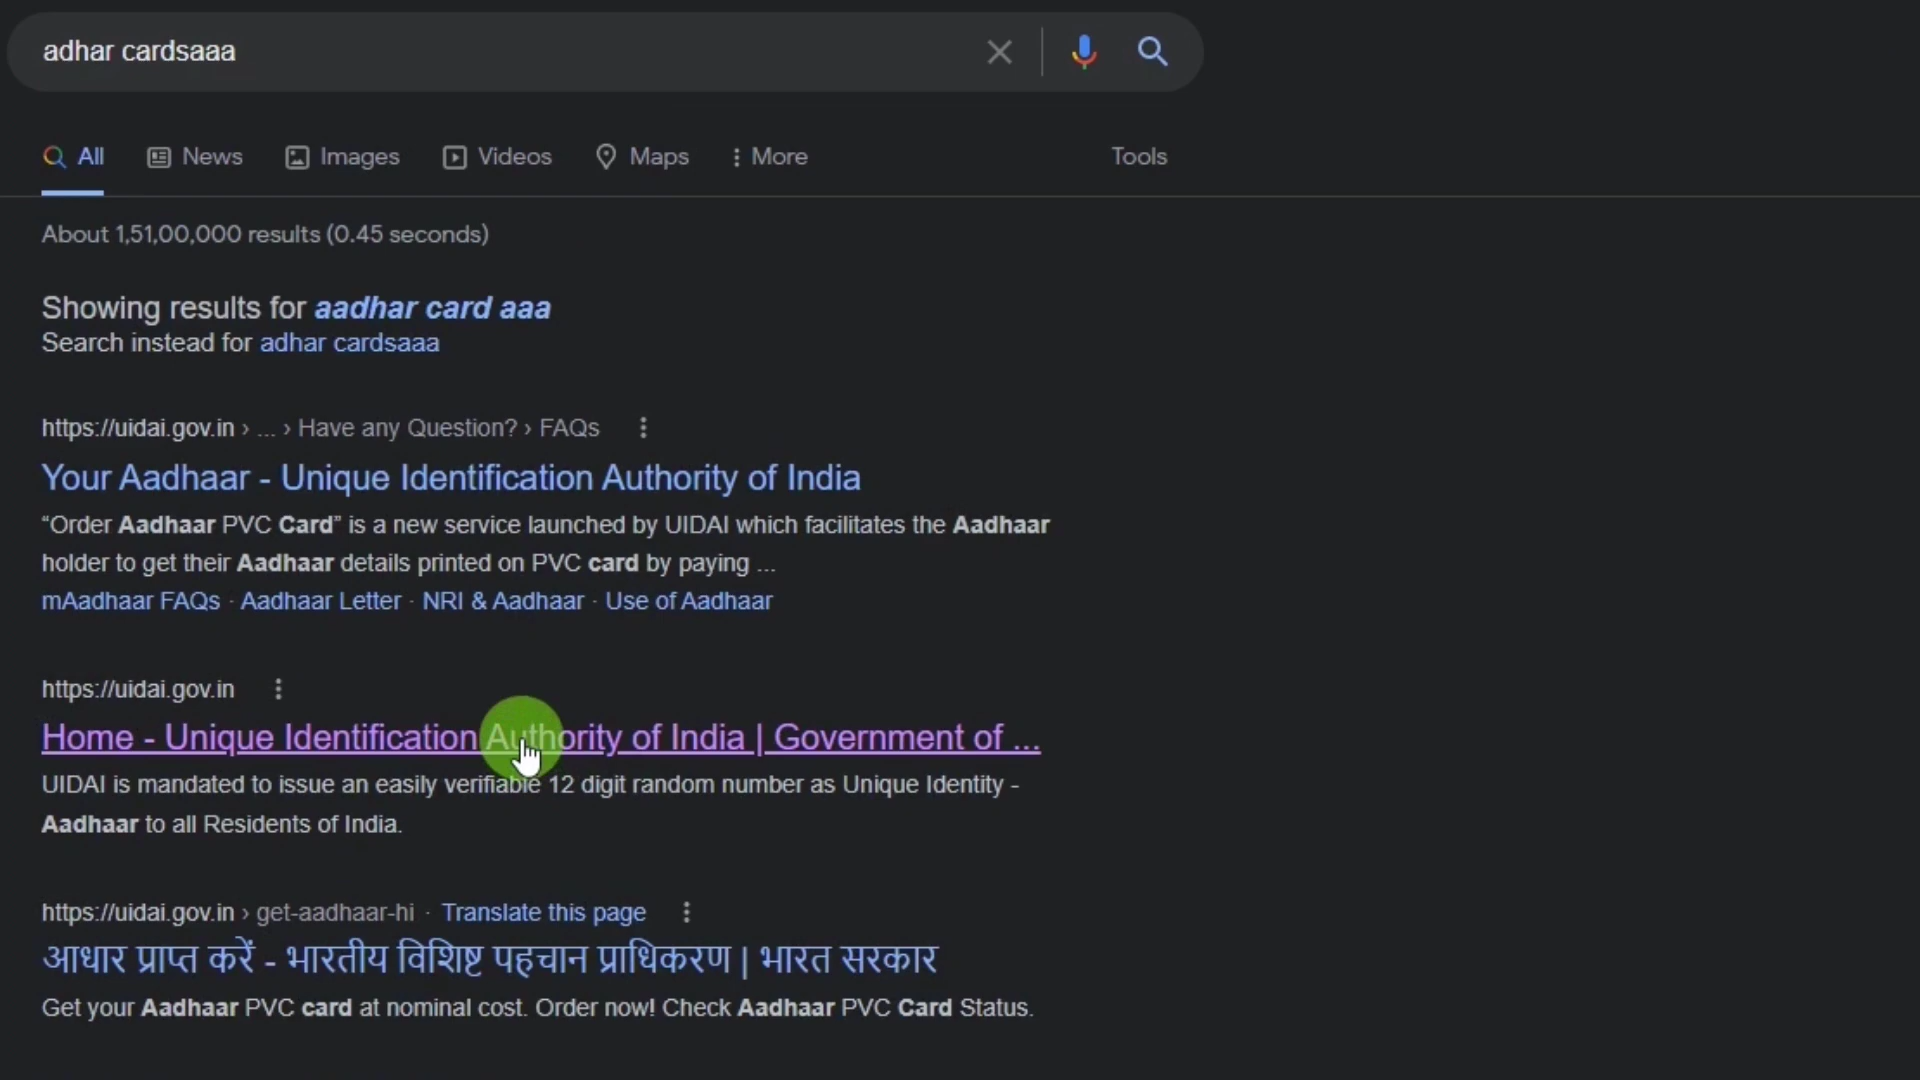 adhar cardsaaa
All News Images Videos Maps More Tools
About 1,51,00,000 results (0.45 seconds)
Showing results for aadhar card aaa
Search instead for adhar cardsaaa
https://uidai.gov.in › ... › Have any Question? › FAQs
Your Aadhaar - Unique Identification Authority of India
“Order Aadhaar PVC Card” is a new service launched by UIDAI which facilitates the Aadhaar
holder to get their Aadhaar details printed on PVC card by paying ...
mAadhaar FAQs · Aadhaar Letter · NRI & Aadhaar · Use of Aadhaar
https://uidai.gov.in
Home - Unique Identification Authority of India | Government of ...
UIDAI is mandated to issue an easily verifiable 12 digit random number as Unique Identity -
Aadhaar to all Residents of India.
https://uidai.gov.in › get-aadhaar-hi · Translate this page
आधार प्राप्त करें - भारतीय विशिष्ट पहचान प्राधिकरण | भारत सरकार
Get your Aadhaar PVC card at nominal cost. Order now! Check Aadhaar PVC Card Status.